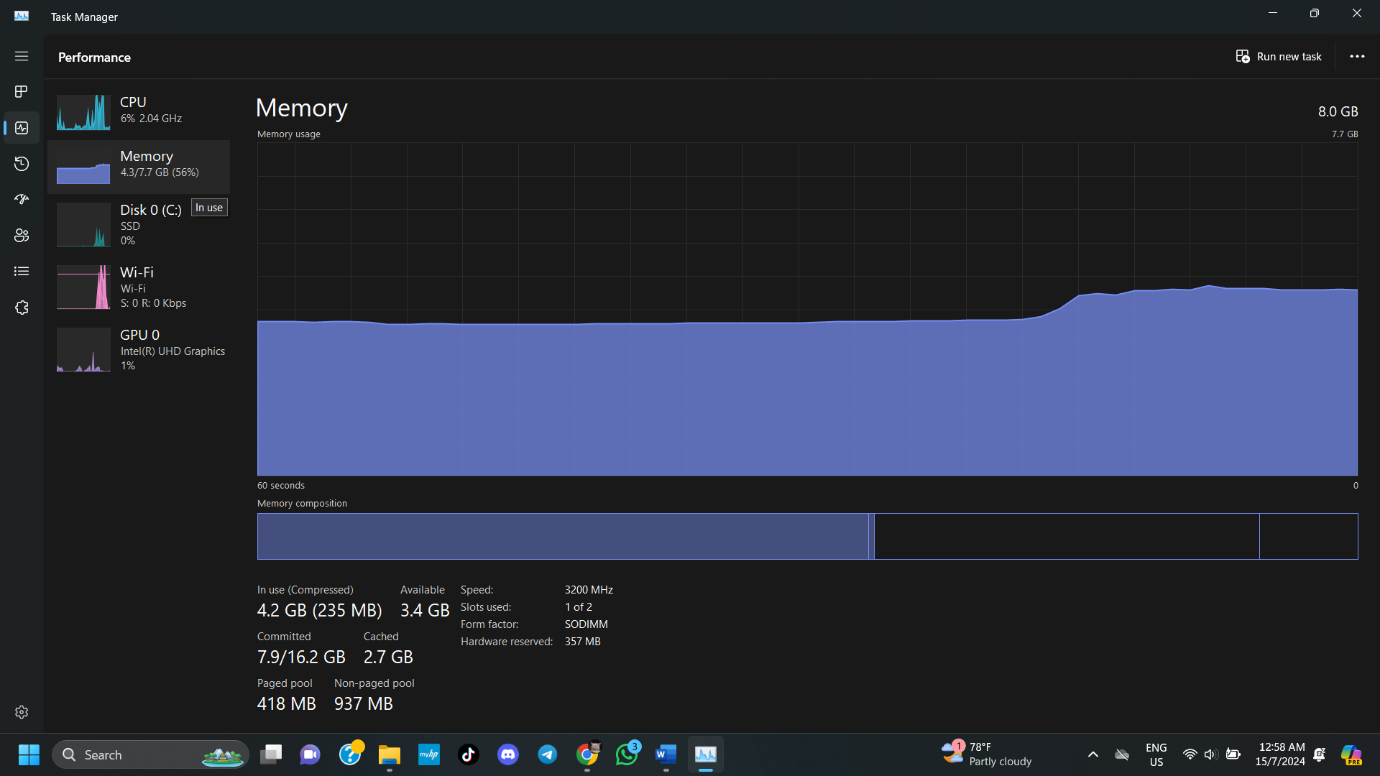 Task Manager
Performance
Run new task
CPU
6% 2.04 GHz
Memory
4.3/7.7 GB (56%)
Disk 0 (C:)
SSD
0%
In use
Wi-Fi
Wi-Fi
S: 0 R: 0 Kbps
GPU 0
Intel(R) UHD Graphics
1%
Memory
8.0 GB
Memory usage
7.7 GB
60 seconds
0
Memory composition
In use (Compressed)
4.2 GB (235 MB)
Available
3.4 GB
Committed
7.9/16.2 GB
Cached
2.7 GB
Paged pool
418 MB
Non-paged pool
937 MB
Speed: 3200 MHz
Slots used: 1 of 2
Form factor: SODIMM
Hardware reserved: 357 MB
Search
myhp
3
1
78°F
Partly cloudy
ENG
US
12:58 AM
15/7/2024
PRE